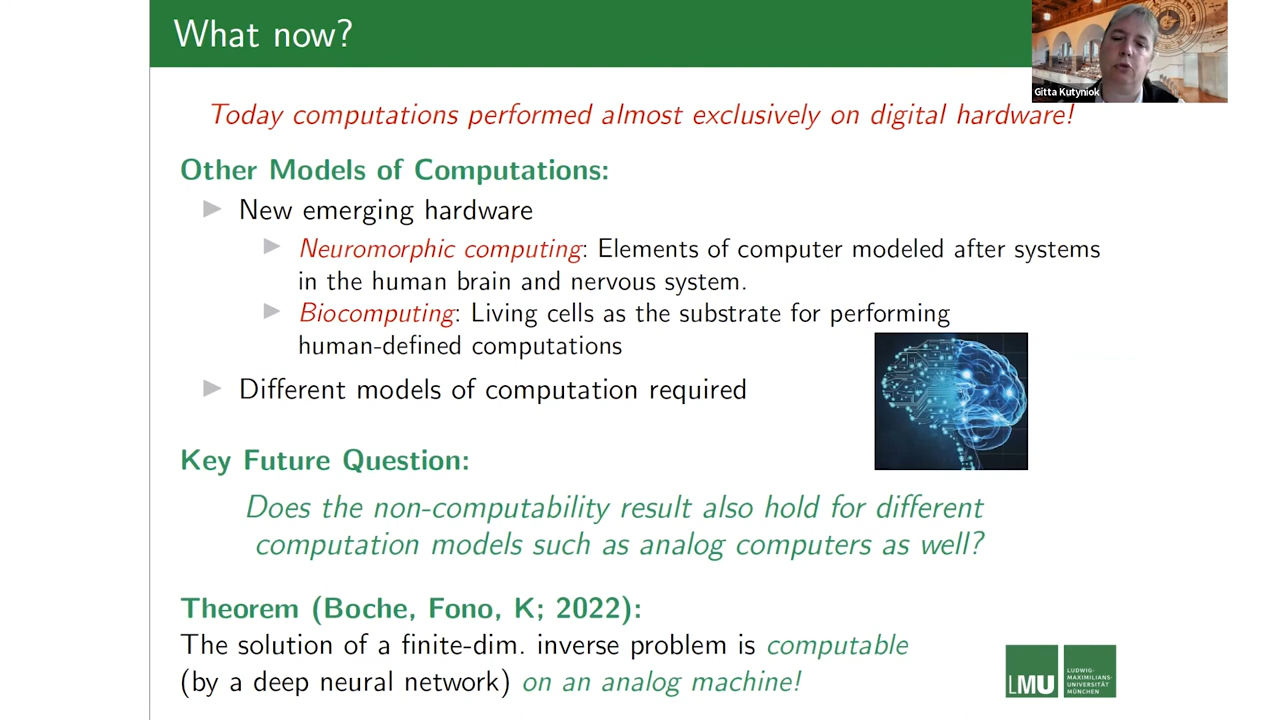 What now?
Gitta Kutyniok
Today computations performed almost exclusively on digital hardware!
Other Models of Computations:
New emerging hardware
Neuromorphic computing: Elements of computer modeled after systems
in the human brain and nervous system.
Biocomputing: Living cells as the substrate for performing
human-defined computations
Different models of computation required
Key Future Question:
Does the non-computability result also hold for different
computation models such as analog computers as well?
Theorem (Boche, Fono, K; 2022):
The solution of a finite-dim. inverse problem is computable
(by a deep neural network) on an analog machine!
LMU
LUDWIG-
MAXIMILIANS-
UNIVERSITÄT
MÜNCHEN